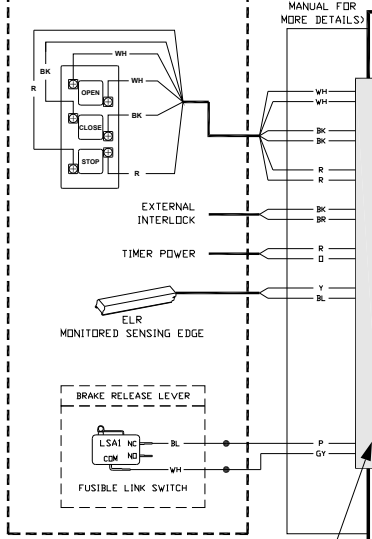 MANUAL FOR
MORE DETAILS)
WH
BK
R
WH
OPEN
BK
CLOSE
STOP
R
WH
WH
BK
BK
R
R
EXTERNAL
INTERLOCK
BK
BR
TIMER POWER
R
O
Y
BL
ELR
MONITORED SENSING EDGE
BRAKE RELEASE LEVER
LSA1 NC
BL
P
COM NO
GY
WH
FUSIBLE LINK SWITCH